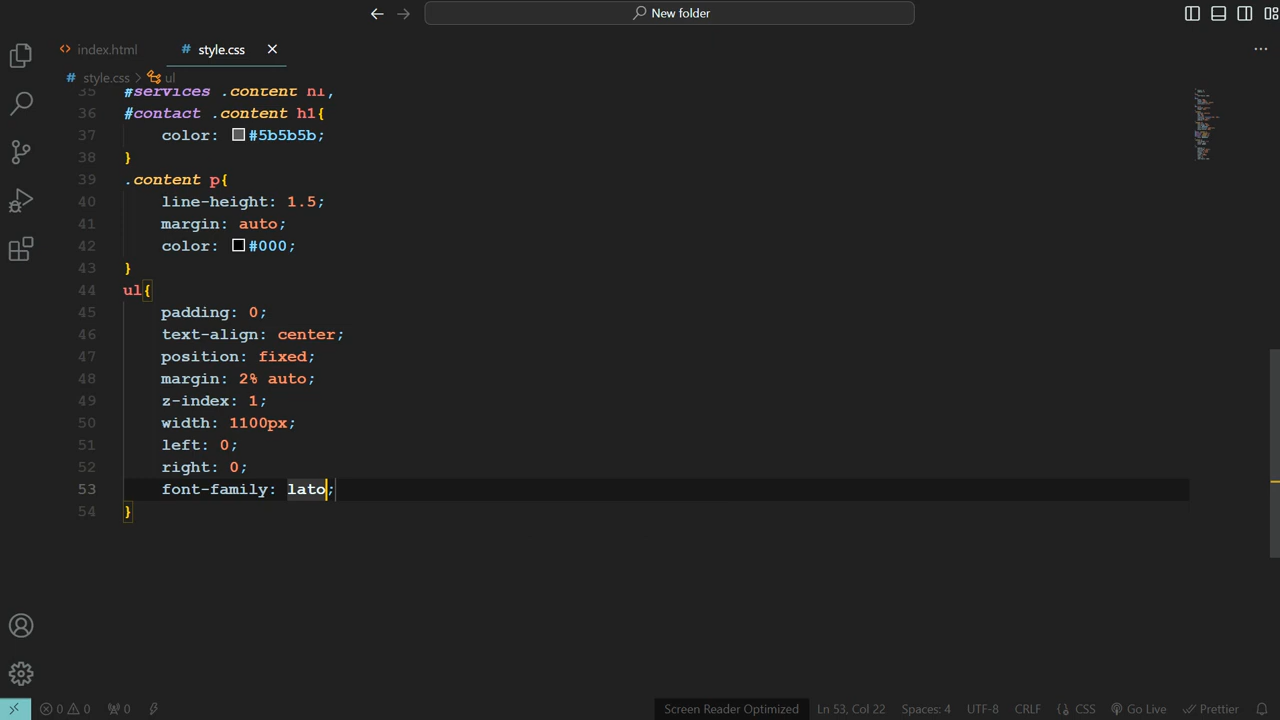 New folder
index.html
# style.css
# style.css > ul
35 #services .content h1,
36 #contact .content h1{
37 color: #5b5b5b;
38 }
39 .content p{
40 line-height: 1.5;
41 margin: auto;
42 color: #000;
43 }
44 ul{
45 padding: 0;
46 text-align: center;
47 position: fixed;
48 margin: 2% auto;
49 z-index: 1;
50 width: 1100px;
51 left: 0;
52 right: 0;
53 font-family: lato;
54 }
0 0 0 Screen Reader Optimized Ln 53, Col 22 Spaces: 4 UTF-8 CRLF {} CSS Go Live Prettier